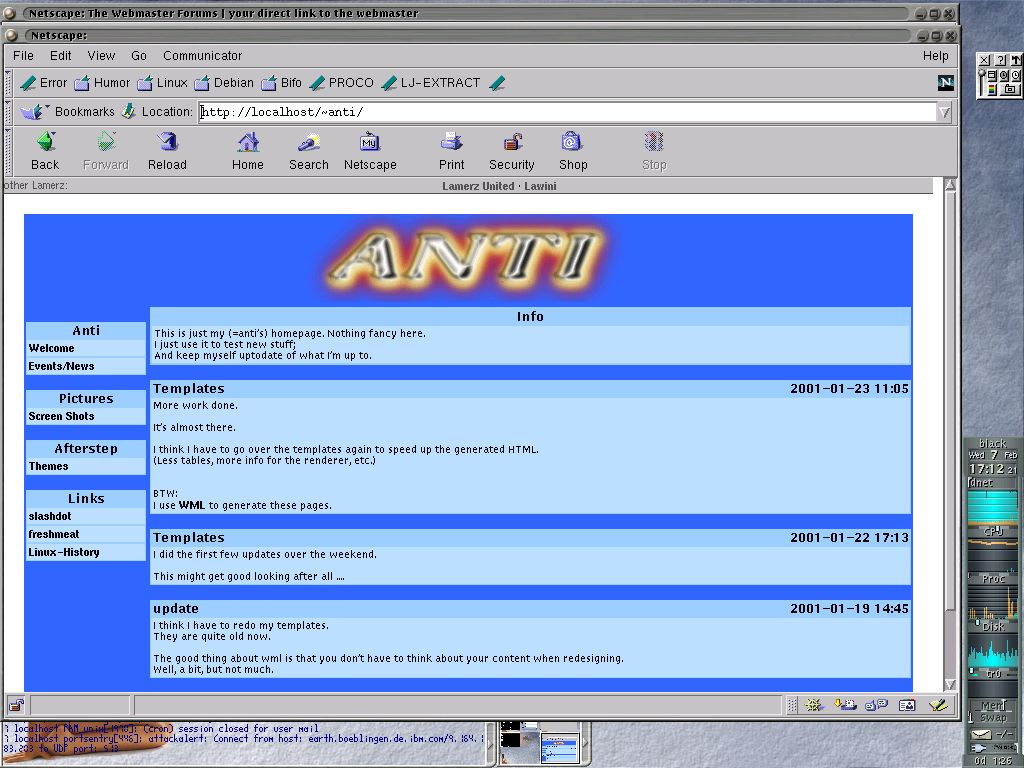 Netscape: The Webmaster Forums | your direct link to the webmaster
Netscape:
File Edit View Go Communicator Help
Error Humor Linux Debian Bifo PROCO LJ-EXTRACT
N
Bookmarks Location: http://localhost/~anti/
My
Back Forward Reload Home Search Netscape Print Security Shop Stop
other Lamerz: Lamerz United · Lawini
ANTI
Anti
Welcome
Events/News
Pictures
Screen Shots
Afterstep
Themes
Links
slashdot
freshmeat
Linux-History
Info
This is just my (=anti's) homepage. Nothing fancy here.
I just use it to test new stuff;
And keep myself uptodate of what I'm up to.
Templates 2001-01-23 11:05
More work done.
It's almost there.
I think I have to go over the templates again to speed up the generated HTML.
(Less tables, more info for the renderer, etc.)
BTW:
I use WML to generate these pages.
Templates 2001-01-22 17:13
I did the first few updates over the weekend.
This might get good looking after all ....
update 2001-01-19 14:45
I think I have to redo my templates.
They are quite old now.
The good thing about wml is that you don't have to think about your content when redesigning.
Well, a bit, but not much.
black
Wed 7 Feb
17:12 21
dnet
CPU
Proc
Disk
tr0
Mem
Swap
-/-
0d 1:26
localhost PAM_unix[1978]: (cron) session closed for user mail
localhost portsentry[446]: attackalert: Connect from host: earth.boeblingen.de.ibm.com/9.164.1
83.203 to UDP port: 513